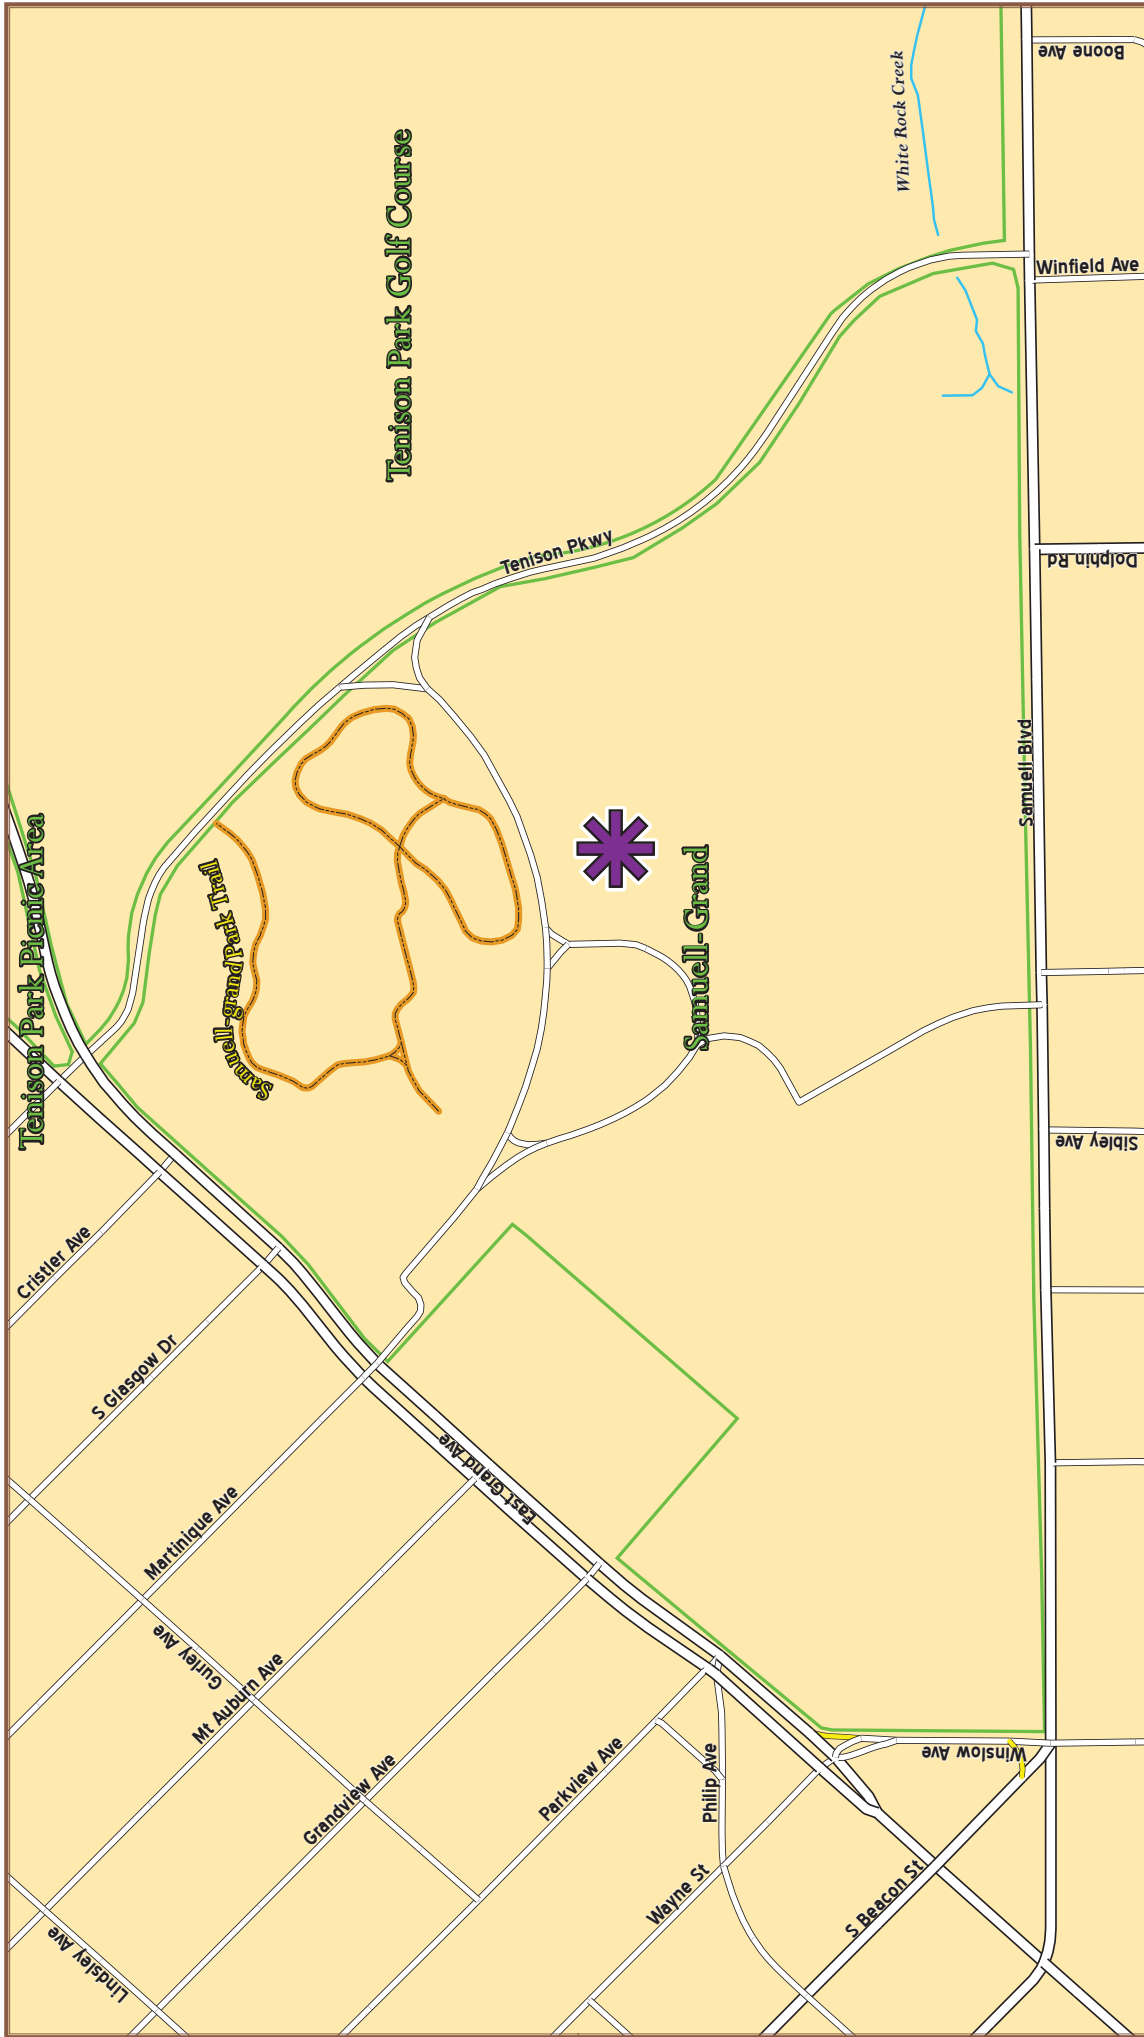 Boone Ave
White Rock Creek
Tenison Park Golf Course
Winfield Ave
Tenison Pkwy
Dolphin Rd
Samuell Blvd
Tenison Park Picnic Area
Samuell-grandPark Trail
Samuell-Grand
Sibley Ave
Cristler Ave
S Glasgow Dr
East Grand Ave
Martinique Ave
Gurley Ave
Mt Auburn Ave
Grandview Ave
Parkview Ave
Philip Ave
Winslow Ave
Wayne St
S Beacon St
Lindsley Ave